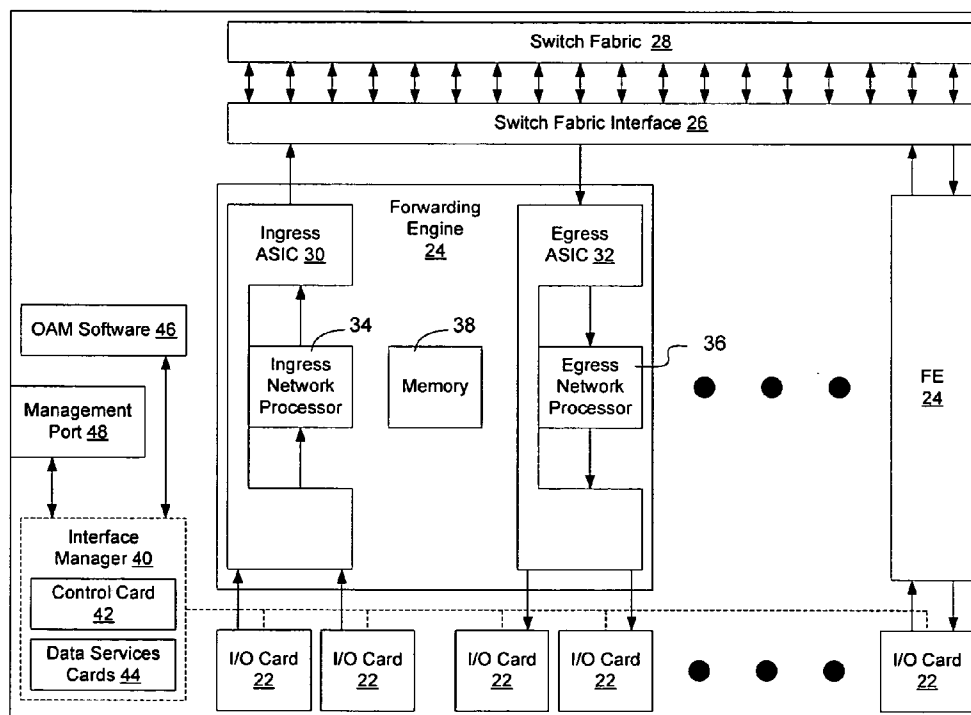 Switch Fabric 28
Switch Fabric Interface 26
Ingress
ASIC 30
Forwarding
Engine
24
Egress
ASIC 32
OAM Software 46
34
38
36
Ingress
Network
Processor
Memory
Egress
Network
Processor
FE
24
Management
Port 48
Interface
Manager 40
Control Card
42
Data Services
Cards 44
I/O Card
22
I/O Card
22
I/O Card
22
I/O Card
22
I/O Card
22